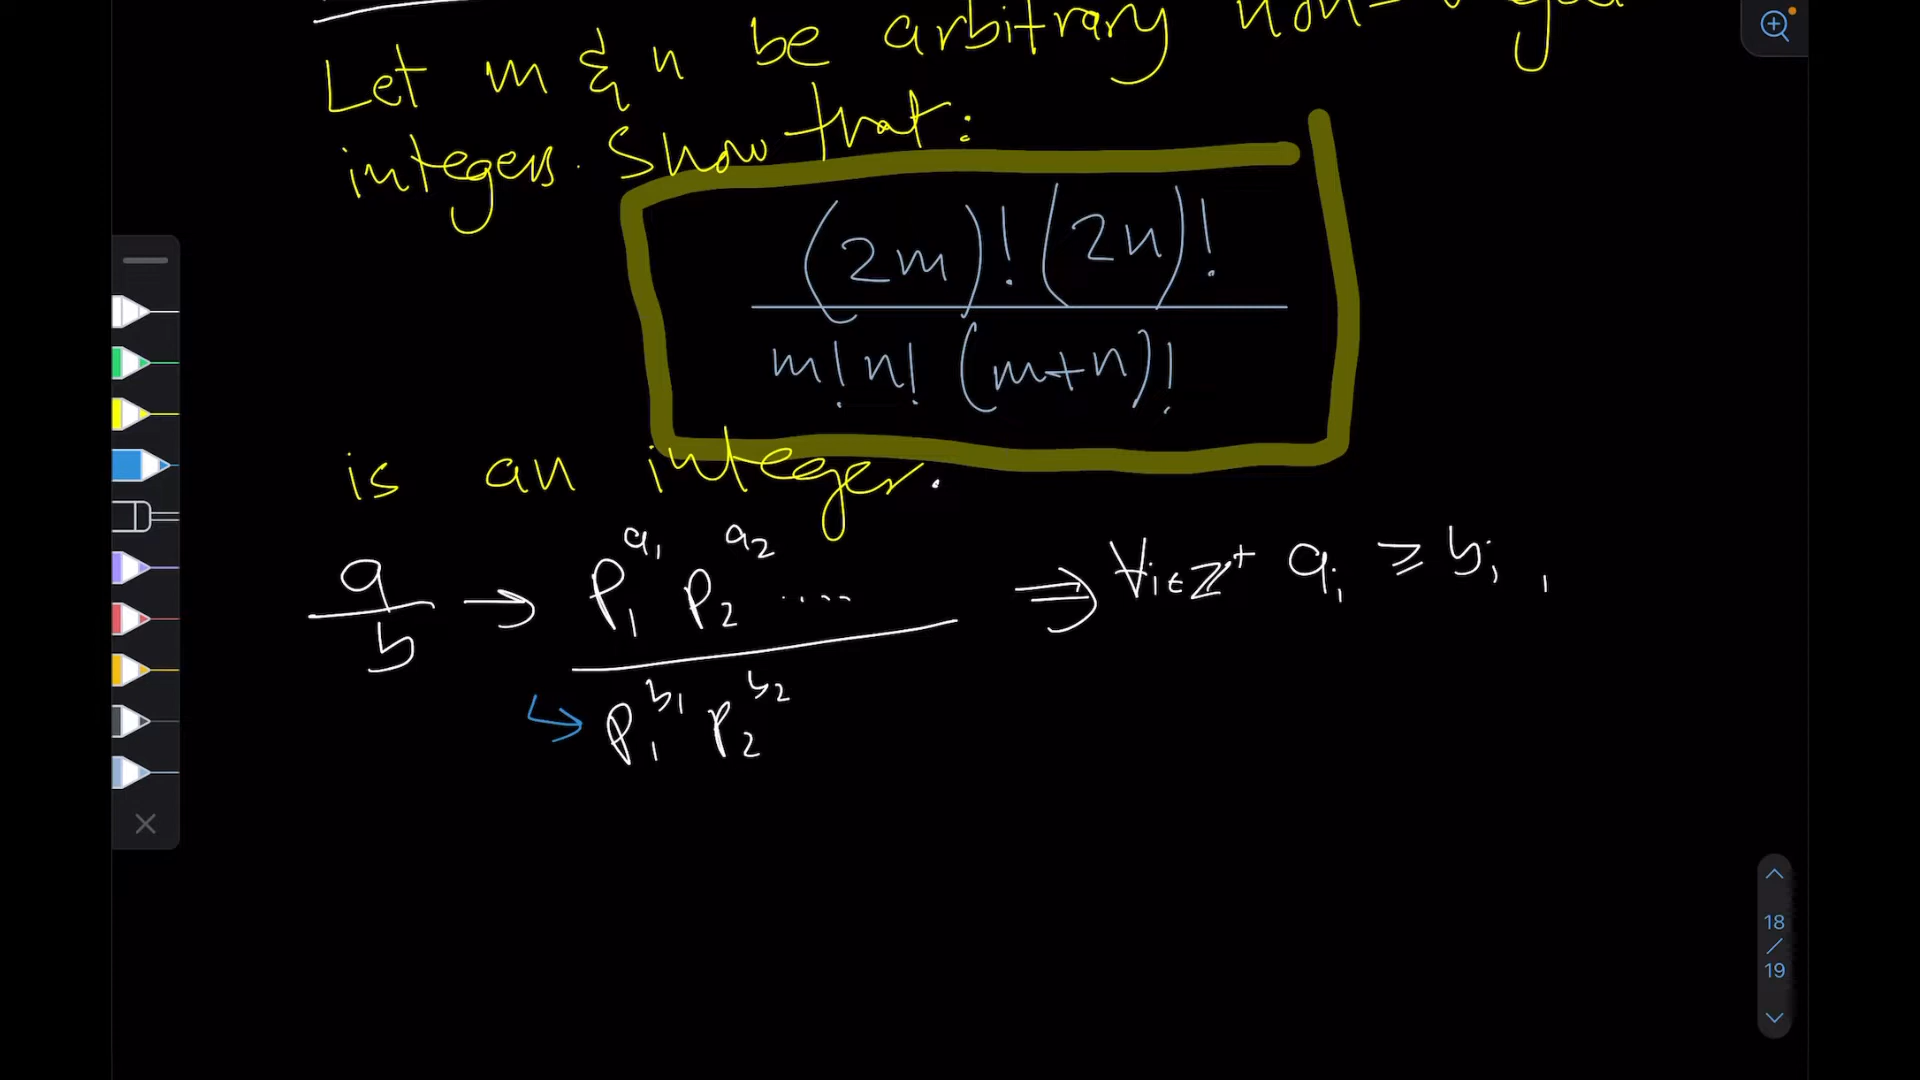 Let m & n be arbitrary non-
integers. Show that:
(2m)! (2n)!
m! n! (m+n)!
is an integer.
a/b → p₁^a₁ p₂^a₂ .... ⇒ ∀i∈ℤ⁺ aᵢ ≥ bᵢ,
↳ p₁^b₁ p₂^b₂
18
/
19